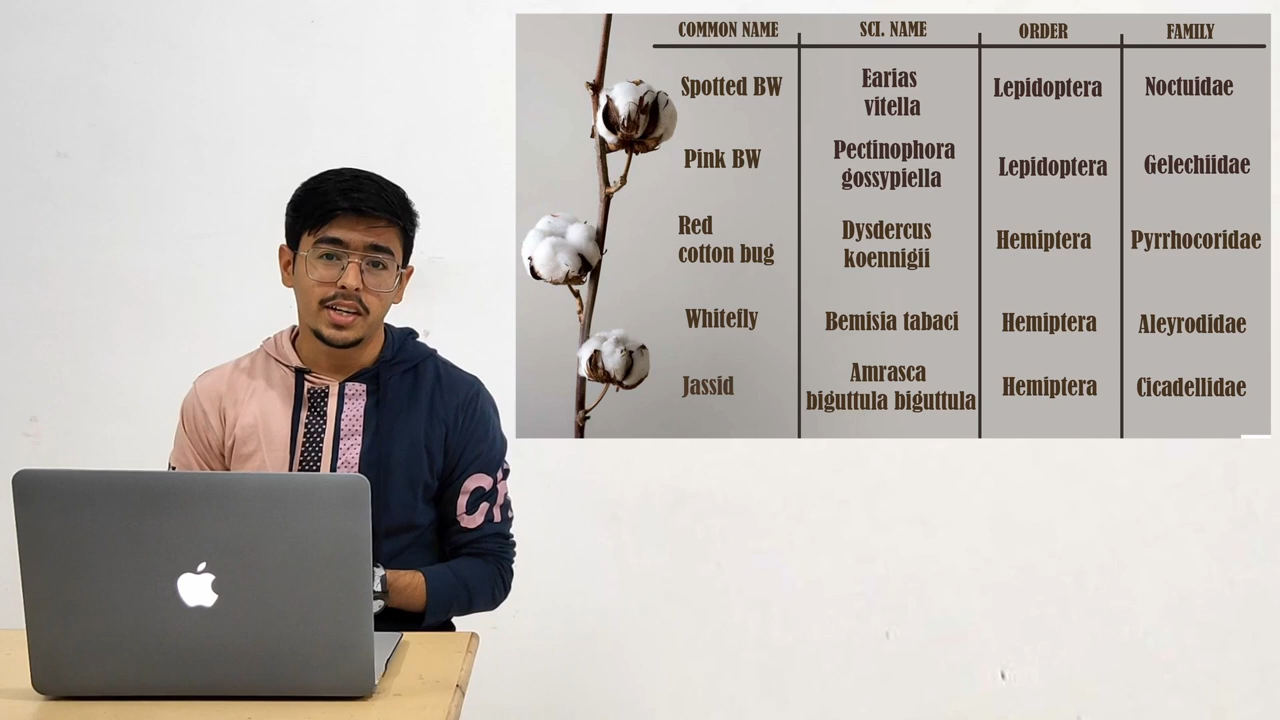 COMMON NAME SCI. NAME ORDER FAMILY
Spotted BW Earias vitella Lepidoptera Noctuidae
Pink BW Pectinophora gossypiella Lepidoptera Gelechiidae
Red cotton bug Dysdercus koennigii Hemiptera Pyrrhocoridae
Whitefly Bemisia tabaci Hemiptera Aleyrodidae
Jassid Amrasca biguttula biguttula Hemiptera Cicadellidae